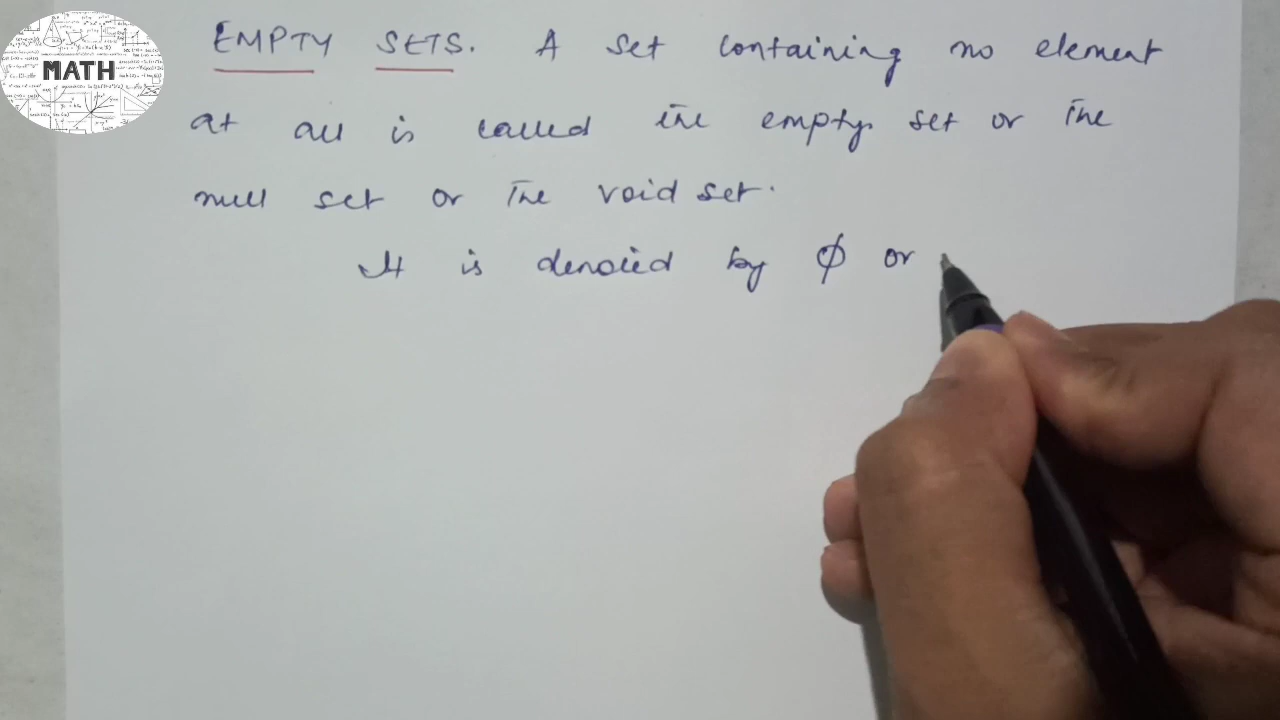 MATH
EMPTY SETS. A set containing no element
at all is called the empty set or the
null set or the void set.
It is denoted by ϕ or